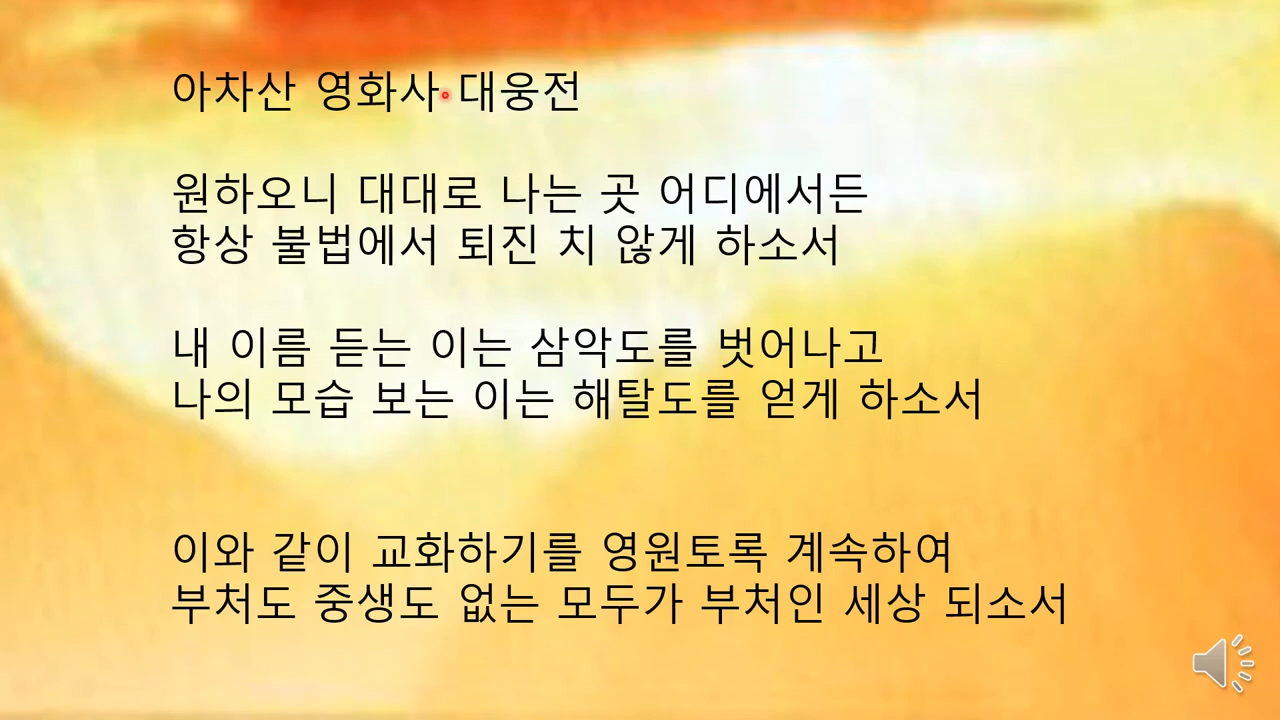 아차산 영화사 대웅전
원하오니 대대로 나는 곳 어디에서든
항상 불법에서 퇴진 치 않게 하소서
내 이름 듣는 이는 삼악도를 벗어나고
나의 모습 보는 이는 해탈도를 얻게 하소서
이와 같이 교화하기를 영원토록 계속하여
부처도 중생도 없는 모두가 부처인 세상 되소서